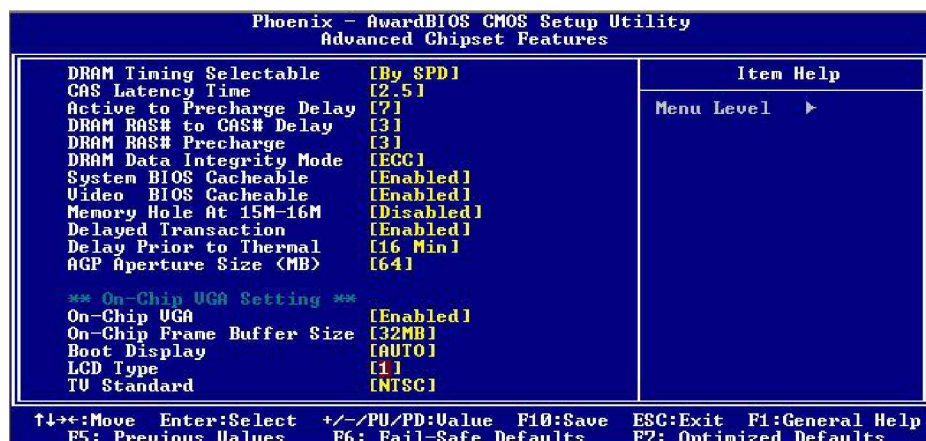 Phoenix - AwardBIOS CMOS Setup Utility
Advanced Chipset Features
DRAM Timing Selectable [By SPD]
CAS Latency Time [2.5]
Active to Precharge Delay [7]
DRAM RAS# to CAS# Delay [3]
DRAM RAS# Precharge [3]
DRAM Data Integrity Mode [ECC]
System BIOS Cacheable [Enabled]
Video BIOS Cacheable [Enabled]
Memory Hole At 15M-16M [Disabled]
Delayed Transaction [Enabled]
Delay Prior to Thermal [16 Min]
AGP Aperture Size (MB) [64]
** On-Chip VGA Setting **
On-Chip VGA [Enabled]
On-Chip Frame Buffer Size [32MB]
Boot Display [AUTO]
LCD Type [1]
TV Standard [NTSC]
Item Help
Menu Level ▶
↑↓→←:Move Enter:Select +/-/PU/PD:Value F10:Save ESC:Exit F1:General Help
F5: Previous Values F6: Fail-Safe Defaults F7: Optimized Defaults